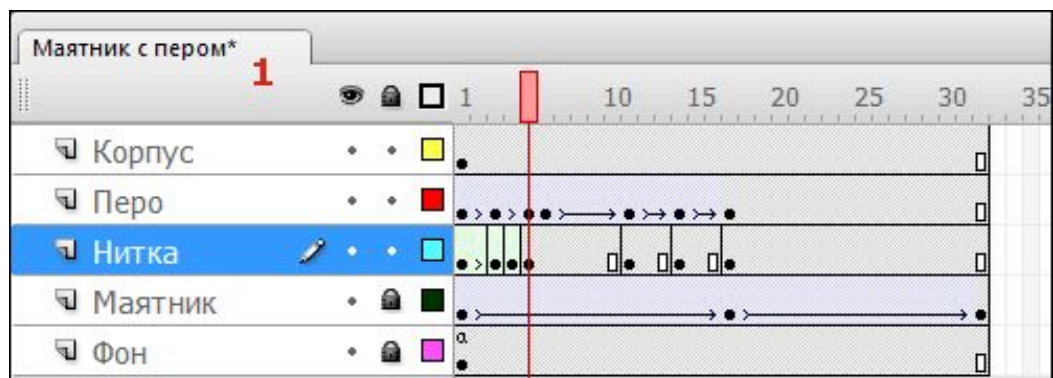 Маятник с пером*
1
1 10 15 20 25 30 35
Корпус
Перо
Нитка
Маятник
Фон
a